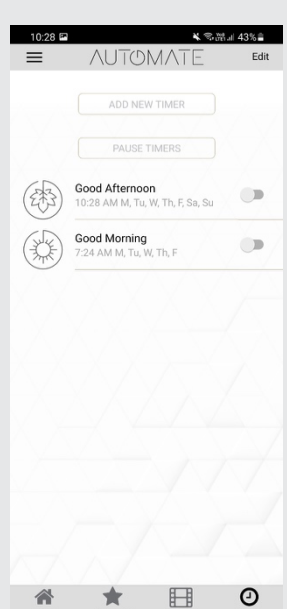 10:28 43%
AUTOMATE Edit
ADD NEW TIMER
PAUSE TIMERS
Good Afternoon
10:28 AM M, Tu, W, Th, F, Sa, Su
Good Morning
7:24 AM M, Tu, W, Th, F